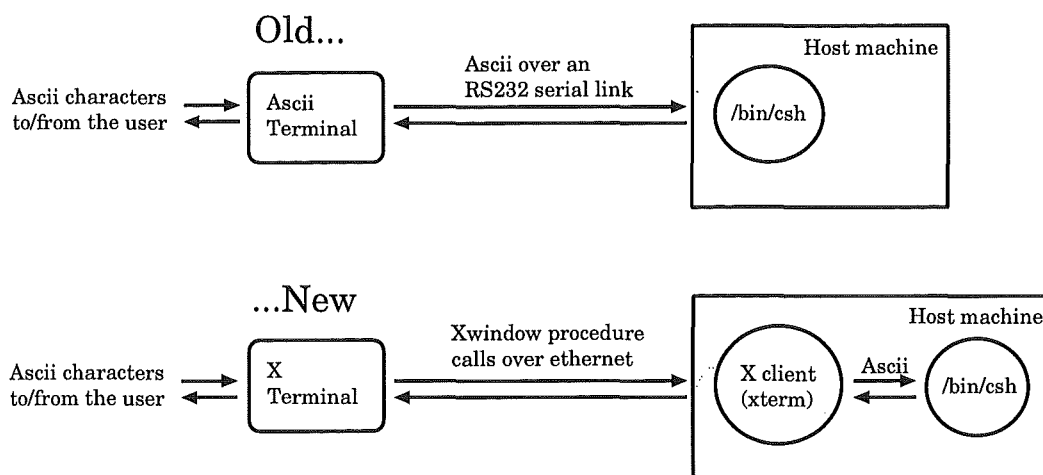 Old...
Host machine
Ascii over an
RS232 serial link
Ascii characters
to/from the user
Ascii
Terminal
/bin/csh
...New
Host machine
Xwindow procedure
calls over ethernet
Ascii characters
to/from the user
X
Terminal
X client
(xterm)
Ascii
/bin/csh